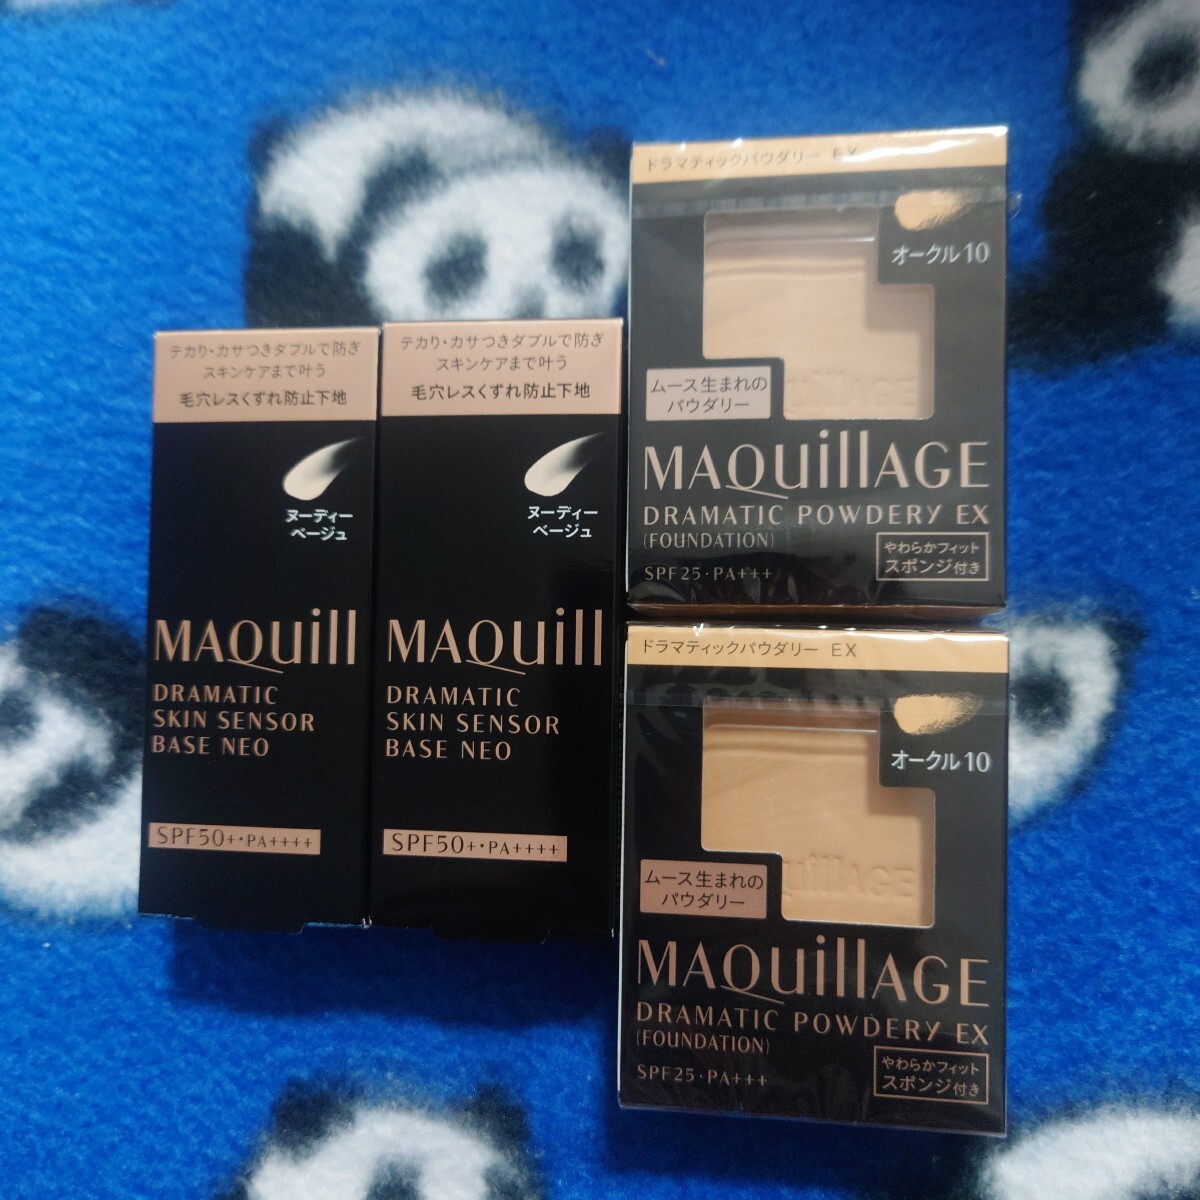 テカり・カサつきダブルで防ぎ
スキンケアまで叶う
毛穴レスくずれ防止下地
ヌーディー
ベージュ
MAQuill
DRAMATIC
SKIN SENSOR
BASE NEO
SPF50+・PA++++
テカり・カサつきダブルで防ぎ
スキンケアまで叶う
毛穴レスくずれ防止下地
ヌーディー
ベージュ
MAQuill
DRAMATIC
SKIN SENSOR
BASE NEO
SPF50+・PA++++
ドラマティックパウダリー EX
オークル10
ムース生まれの
パウダリー
MAQuillAGE
DRAMATIC POWDERY EX
(FOUNDATION)
SPF25・PA+++
やわらかフィット
スポンジ付き
ドラマティックパウダリー EX
オークル10
uillAGE
ムース生まれの
パウダリー
MAQuillAGE
DRAMATIC POWDERY EX
(FOUNDATION)
SPF25・PA+++
やわらかフィット
スポンジ付き